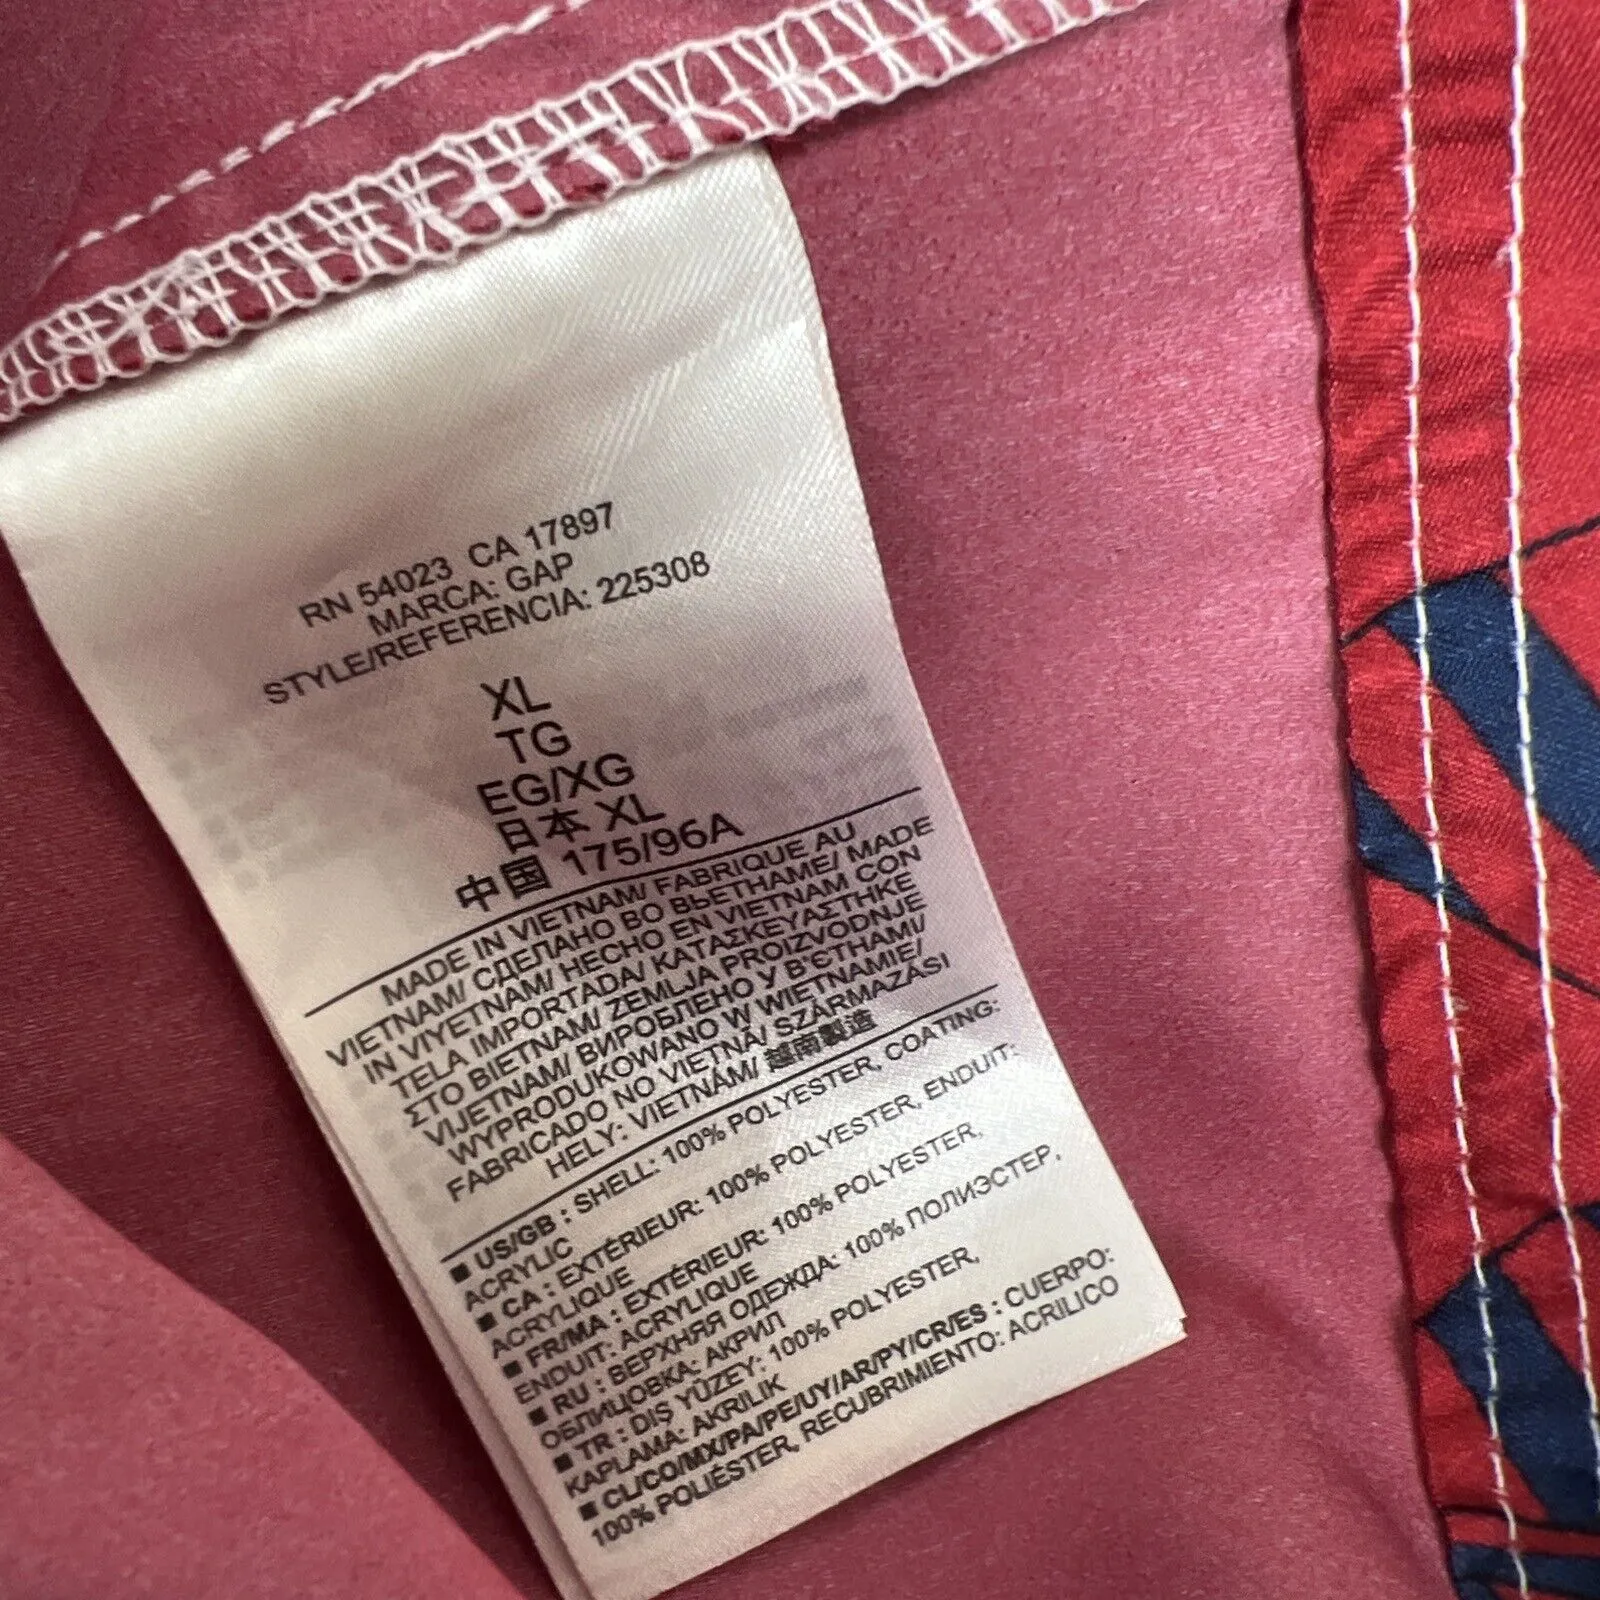 RN 54023 CA 17897
MARCA: GAP
STYLE/REFERENCIA: 225308
XL
TG
EG/XG
日本 XL
中国 175/96A
MADE IN VIETNAM/ FABRIQUE AU
VIETNAM/ СДЕЛАНО ВО ВЬЕТНАМЕ/ MADE
IN VIYETNAM/ HECHO EN VIETNAM CON
TELA IMPORTADA/ ΚΑΤΑΣΚΕΥΑΣΤΗΚΕ
ΣΤΟ ΒΙΕΤΝΑΜ/ ZEMLJA PROIZVODNJE
VIJETNAM/ ВИРОБЛЕНО У В'ЄТНАМІ/
WYPRODUKOWANO W WIETNAMIE/
FABRICADO NO VIETNÃ/ SZÁRMAZÁSI
HELY: VIETNÁM/ 越南製造
■ US/GB : SHELL: 100% POLYESTER, COATING:
ACRYLIC
■ CA : EXTÉRIEUR: 100% POLYESTER, ENDUIT:
ACRYLIQUE
■ FR/MA : EXTÉRIEUR: 100% POLYESTER,
ENDUIT: ACRYLIQUE
■ RU : ВЕРХНЯЯ ОДЕЖДА: 100% ПОЛИЭСТЕР,
ОБЛИЦОВКА: АКРИЛ
■ TR : DIŞ YÜZEY: 100% POLYESTER,
KAPLAMA: AKRILIK
■ CL/CO/MX/PA/PE/UY/AR/PY/CR/ES : CUERPO:
100% POLIÉSTER, RECUBRIMIENTO: ACRILICO